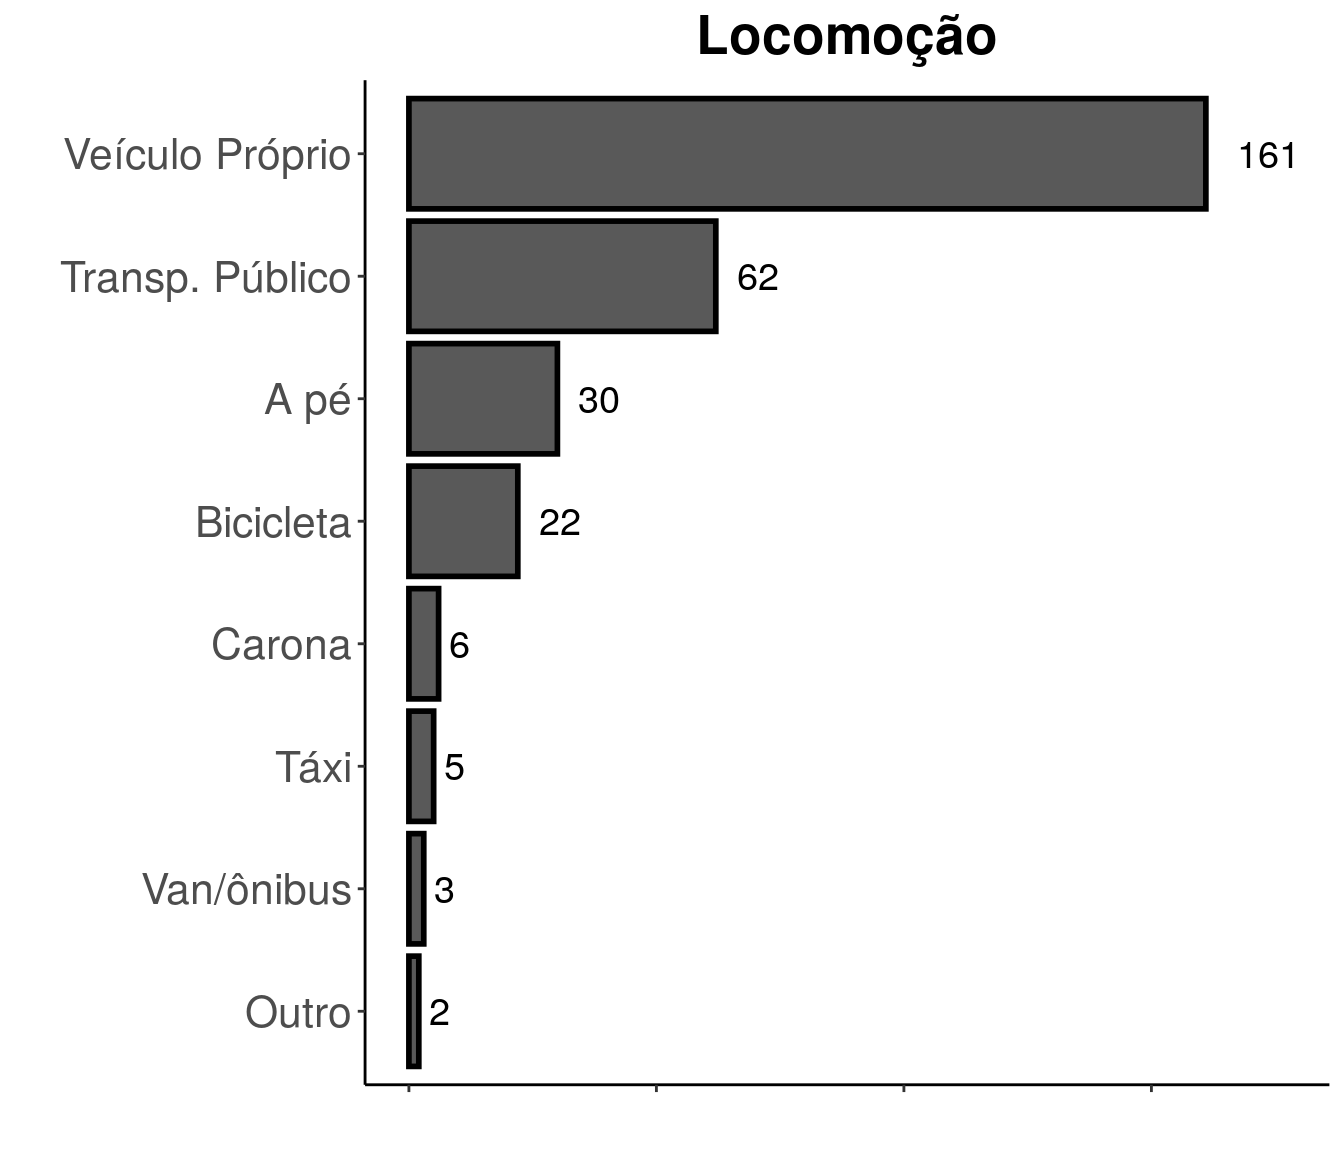 Locomoção
Veículo Próprio 161
Transp. Público 62
A pé 30
Bicicleta 22
Carona 6
Táxi 5
Van/ônibus 3
Outro 2